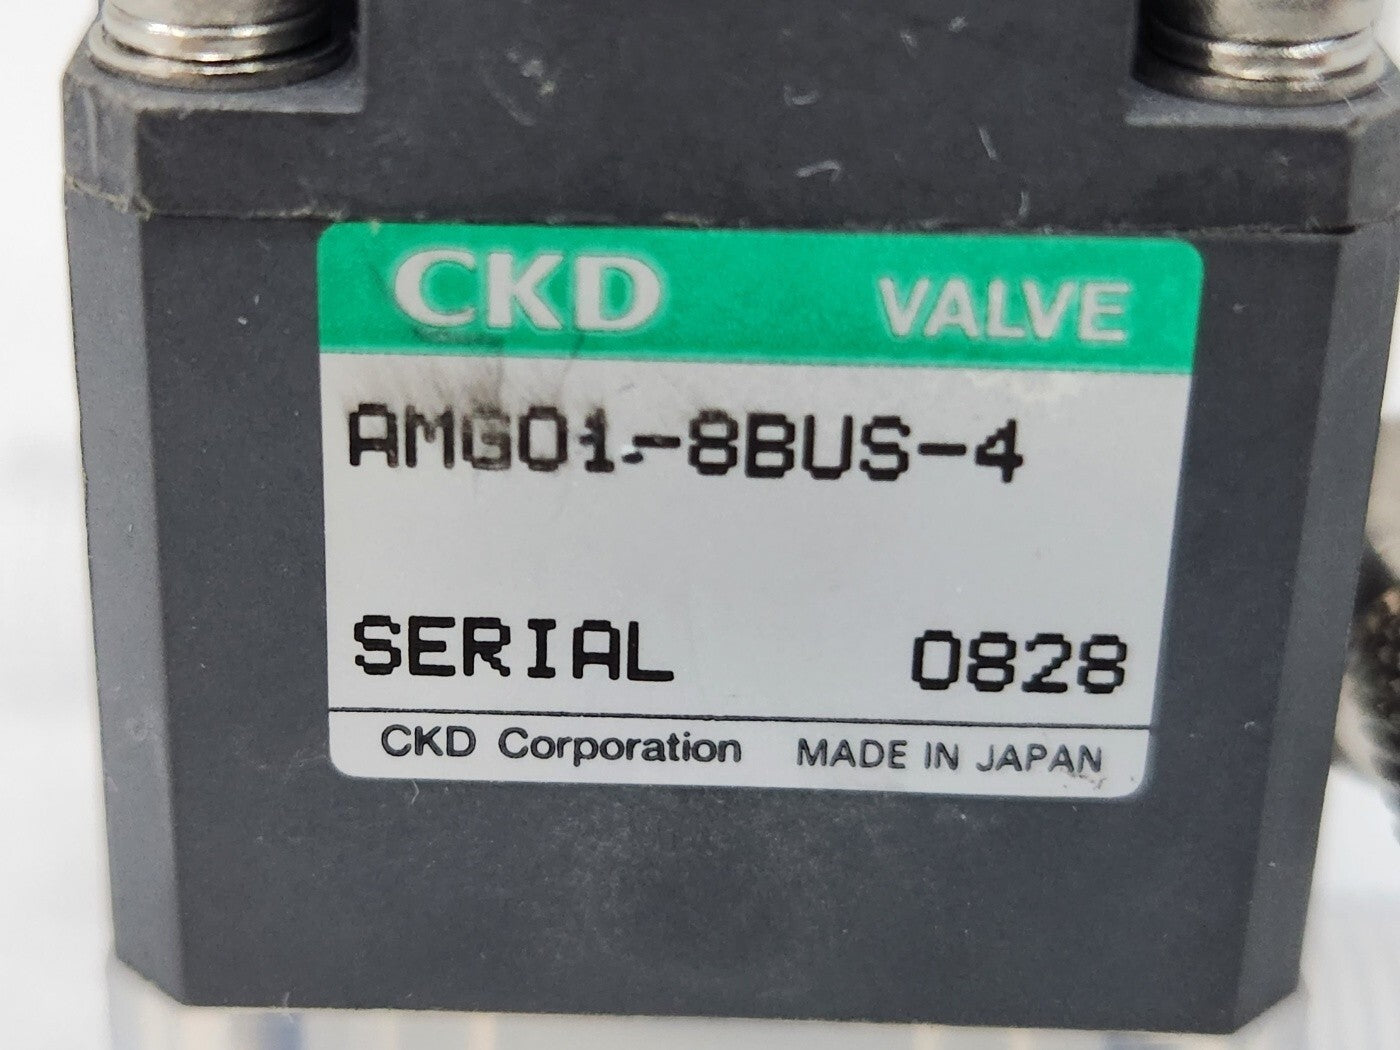 CKD VALVE
AMG01-8BUS-4
SERIAL 0828
CKD Corporation MADE IN JAPAN